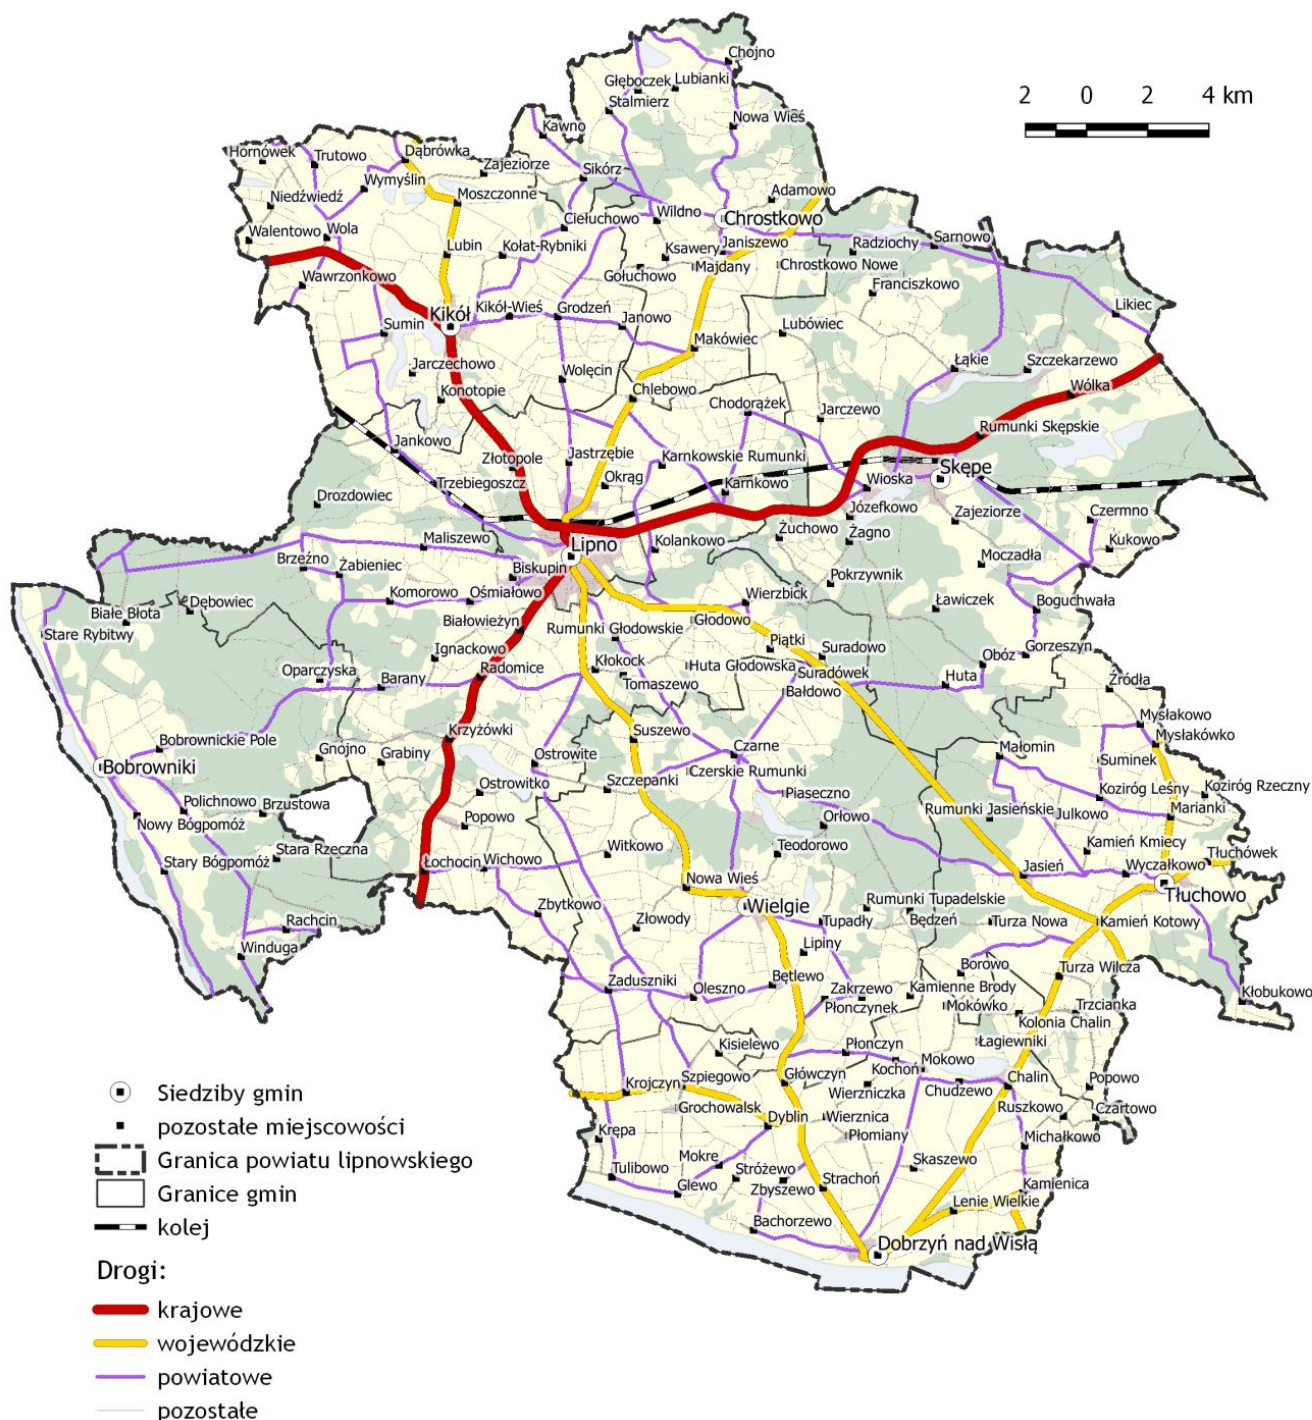 Chojno
Głęboczek
Lubianki
2 0 2 4 km
Stalmierz
Nowa Wieś
Kawno
Hornówek
Trutowo
Dąbrówka
Zajeziorze
Sikórz
Wymyślin
Niedźwiedź
Moszczonne
Adamowo
Ciełuchowo
Wildno
Chrostkowo
Walentowo
Wola
Lubin
Kołat-Rybniki
Ksawery
Janiszewo
Radziochy
Sarnowo
Gołuchowo
Majdany
Chrostkowo Nowe
Wawrzonkowo
Franciszkowo
Likiec
Kikół
Kikół-Wieś
Grodzeń
Janowo
Sumin
Lubówiec
Makówiec
Jarczechowo
Wolęcin
Łąkie
Szczekarzewo
Konotopie
Chlebowo
Wólka
Chodorążek
Jarczewo
Rumunki Skępskie
Jankowo
Złotopole
Jastrzębie
Karnkowskie Rumunki
Skępe
Trzebiegoszcz
Okrąg
Karnkowo
Wioska
Drozdowiec
Józefkowo
Zajeziorze
Czermno
Żuchowo
Żagno
Kukowo
Maliszewo
Lipno
Kolankowo
Moczadła
Brzeźno
Żabieniec
Biskupin
Pokrzywnik
Białe Błota
Dębowiec
Komorowo
Ośmiałowo
Wierzbick
Ławiczek
Boguchwała
Stare Rybitwy
Białowieżyn
Rumunki Głodowskie
Głodowo
Piątki
Ignackowo
Suradowo
Obóz
Gorzeszyn
Oparczyska
Barany
Radomice
Kłokock
Huta Głodowska
Suradówek
Huta
Tomaszewo
Bałdowo
Źródła
Mysłakowo
Krzyżówki
Suszewo
Mysłakówko
Bobrownickie Pole
Gnojno
Grabiny
Ostrowite
Czarne
Małomin
Suminek
Bobrowniki
Szczepanki
Czerskie Rumunki
Ostrowitko
Piaseczno
Koziróg Leśny
Koziróg Rzeczny
Polichnowo
Brzustowa
Rumunki Jasieńskie
Julkowo
Marianki
Nowy Bógpomóż
Popowo
Orłowo
Kamień Kmiecy
Stara Rzeczna
Witkowo
Teodorowo
Tłuchówek
Stary Bógpomóż
Łochocin
Wichowo
Jasień
Wyczałkowo
Nowa Wieś
Tłuchowo
Wielgie
Rumunki Tupadelskie
Zbytkowo
Złowody
Tupadły
Będzeń
Turza Nowa
Kamień Kotowy
Rachcin
Winduga
Lipiny
Borowo
Turza Wilcza
Zaduszniki
Oleszno
Bętlewo
Zakrzewo
Kamienne Brody
Kłobukowo
Płonczynek
Mokówko
Trzcianka
Kolonia Chalin
Łagiewniki
Kisielewo
Płonczyn
Mokowo
Kochoń
Krojczyn
Szpiegowo
Główczyn
Wierzniczka
Chudzewo
Chalin
Popowo
Grochowalsk
Ruszkowo
Czartowo
Dyblin
Wierznica
Krępa
Płomiany
Michałkowo
Mokre
Tulibowo
Stróżewo
Skaszewo
Glewo
Zbyszewo
Strachoń
Kamienica
Lenie Wielkie
Bachorzewo
Dobrzyń nad Wisłą
Siedziby gmin
pozostałe miejscowości
Granica powiatu lipnowskiego
Granice gmin
kolej
Drogi:
krajowe
wojewódzkie
powiatowe
pozostałe